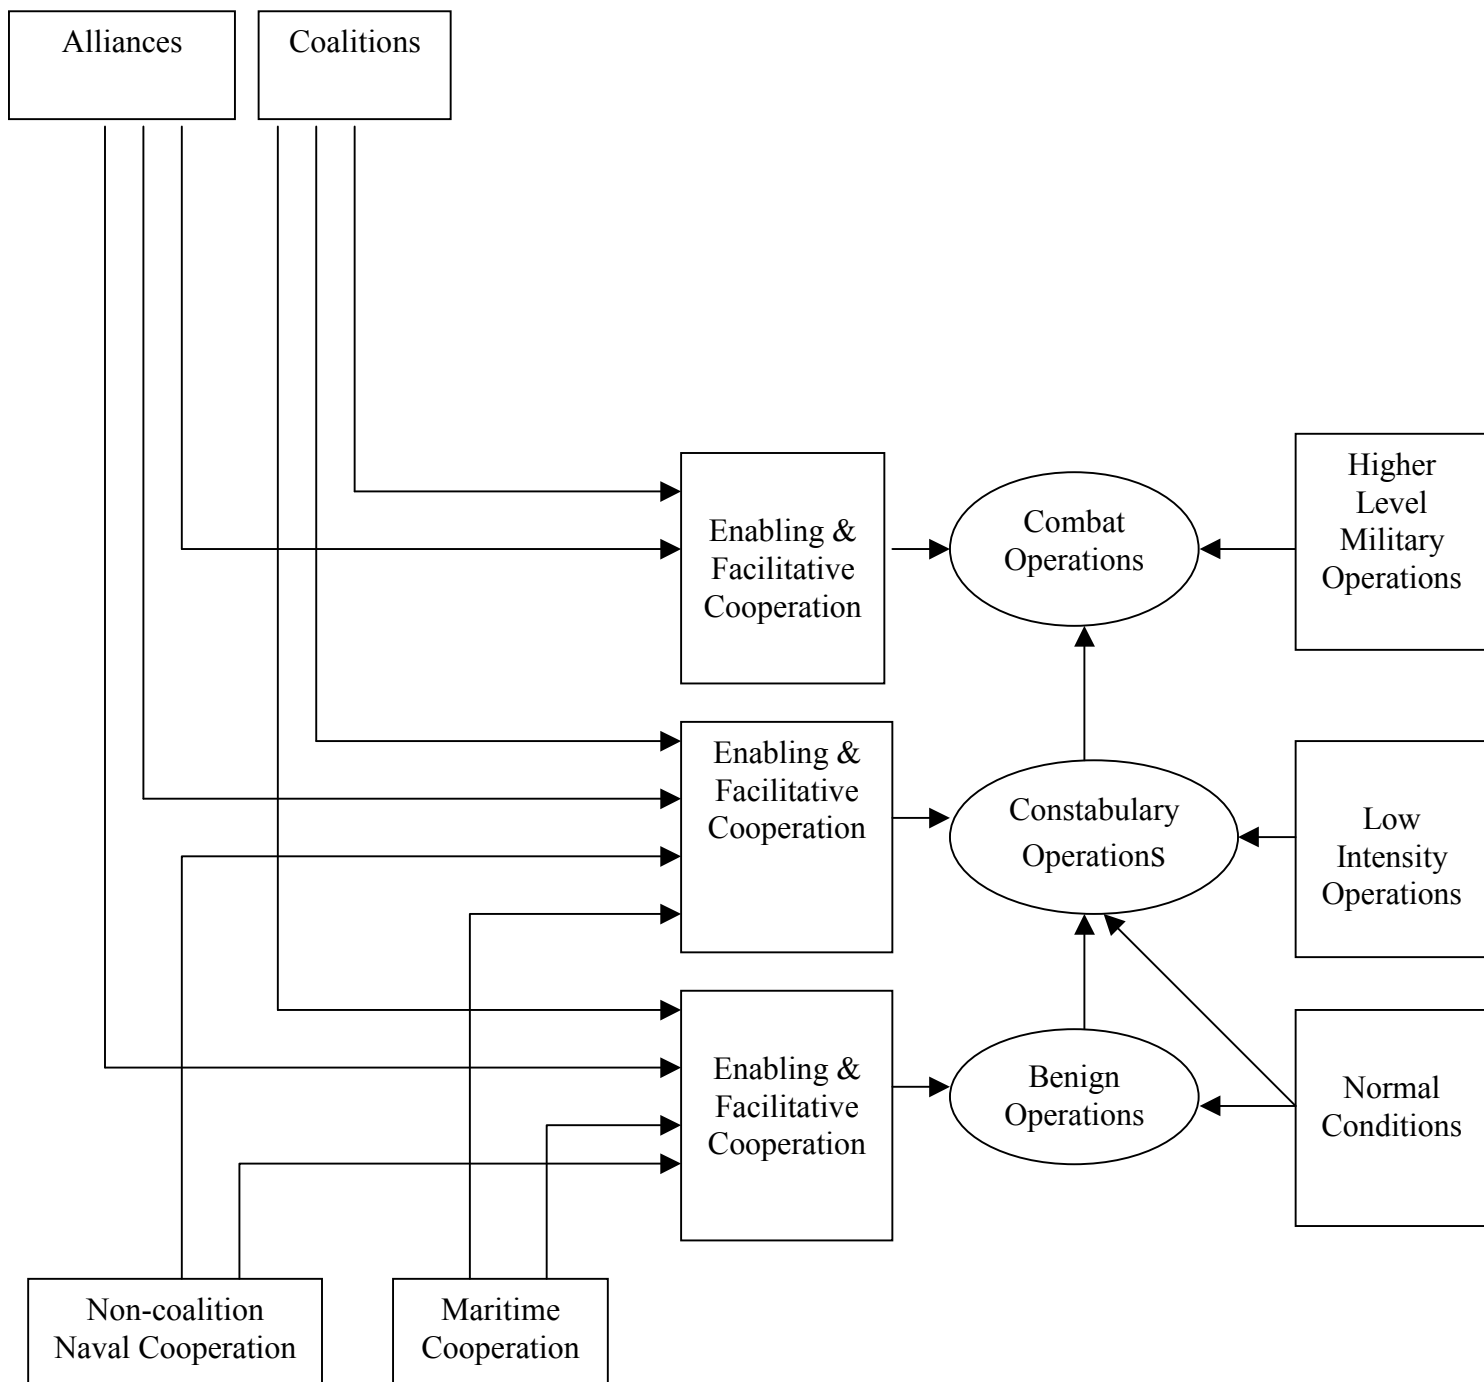 Alliances
Coalitions
Enabling &
Facilitative
Cooperation
Combat
Operations
Higher
Level
Military
Operations
Enabling &
Facilitative
Cooperation
Constabulary
Operations
Low
Intensity
Operations
Enabling &
Facilitative
Cooperation
Benign
Operations
Normal
Conditions
Non-coalition
Naval Cooperation
Maritime
Cooperation